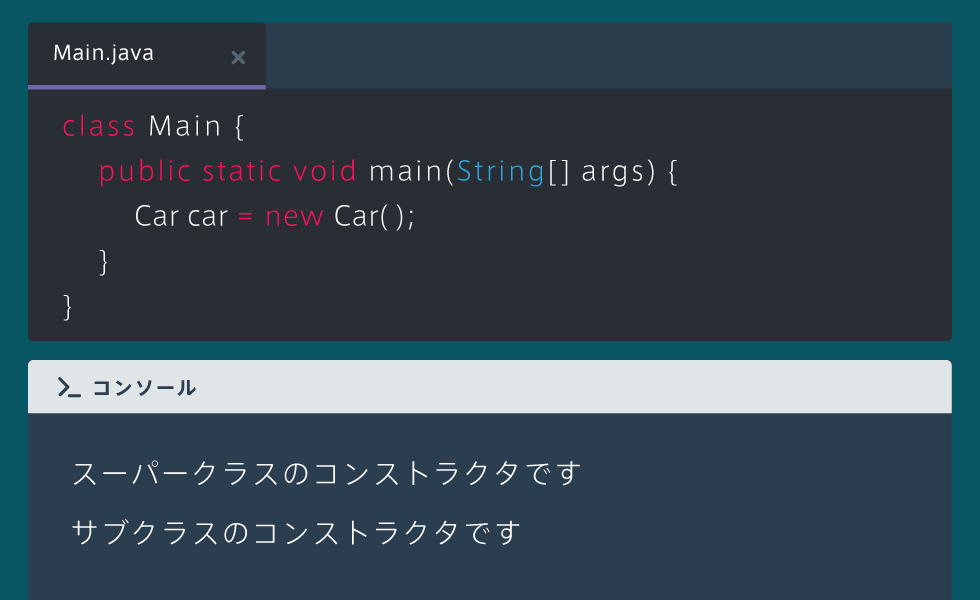 Main.java ×
class Main {
public static void main(String[] args) {
Car car = new Car( );
}
}
>_ コンソール
スーパークラスのコンストラクタです
サブクラスのコンストラクタです